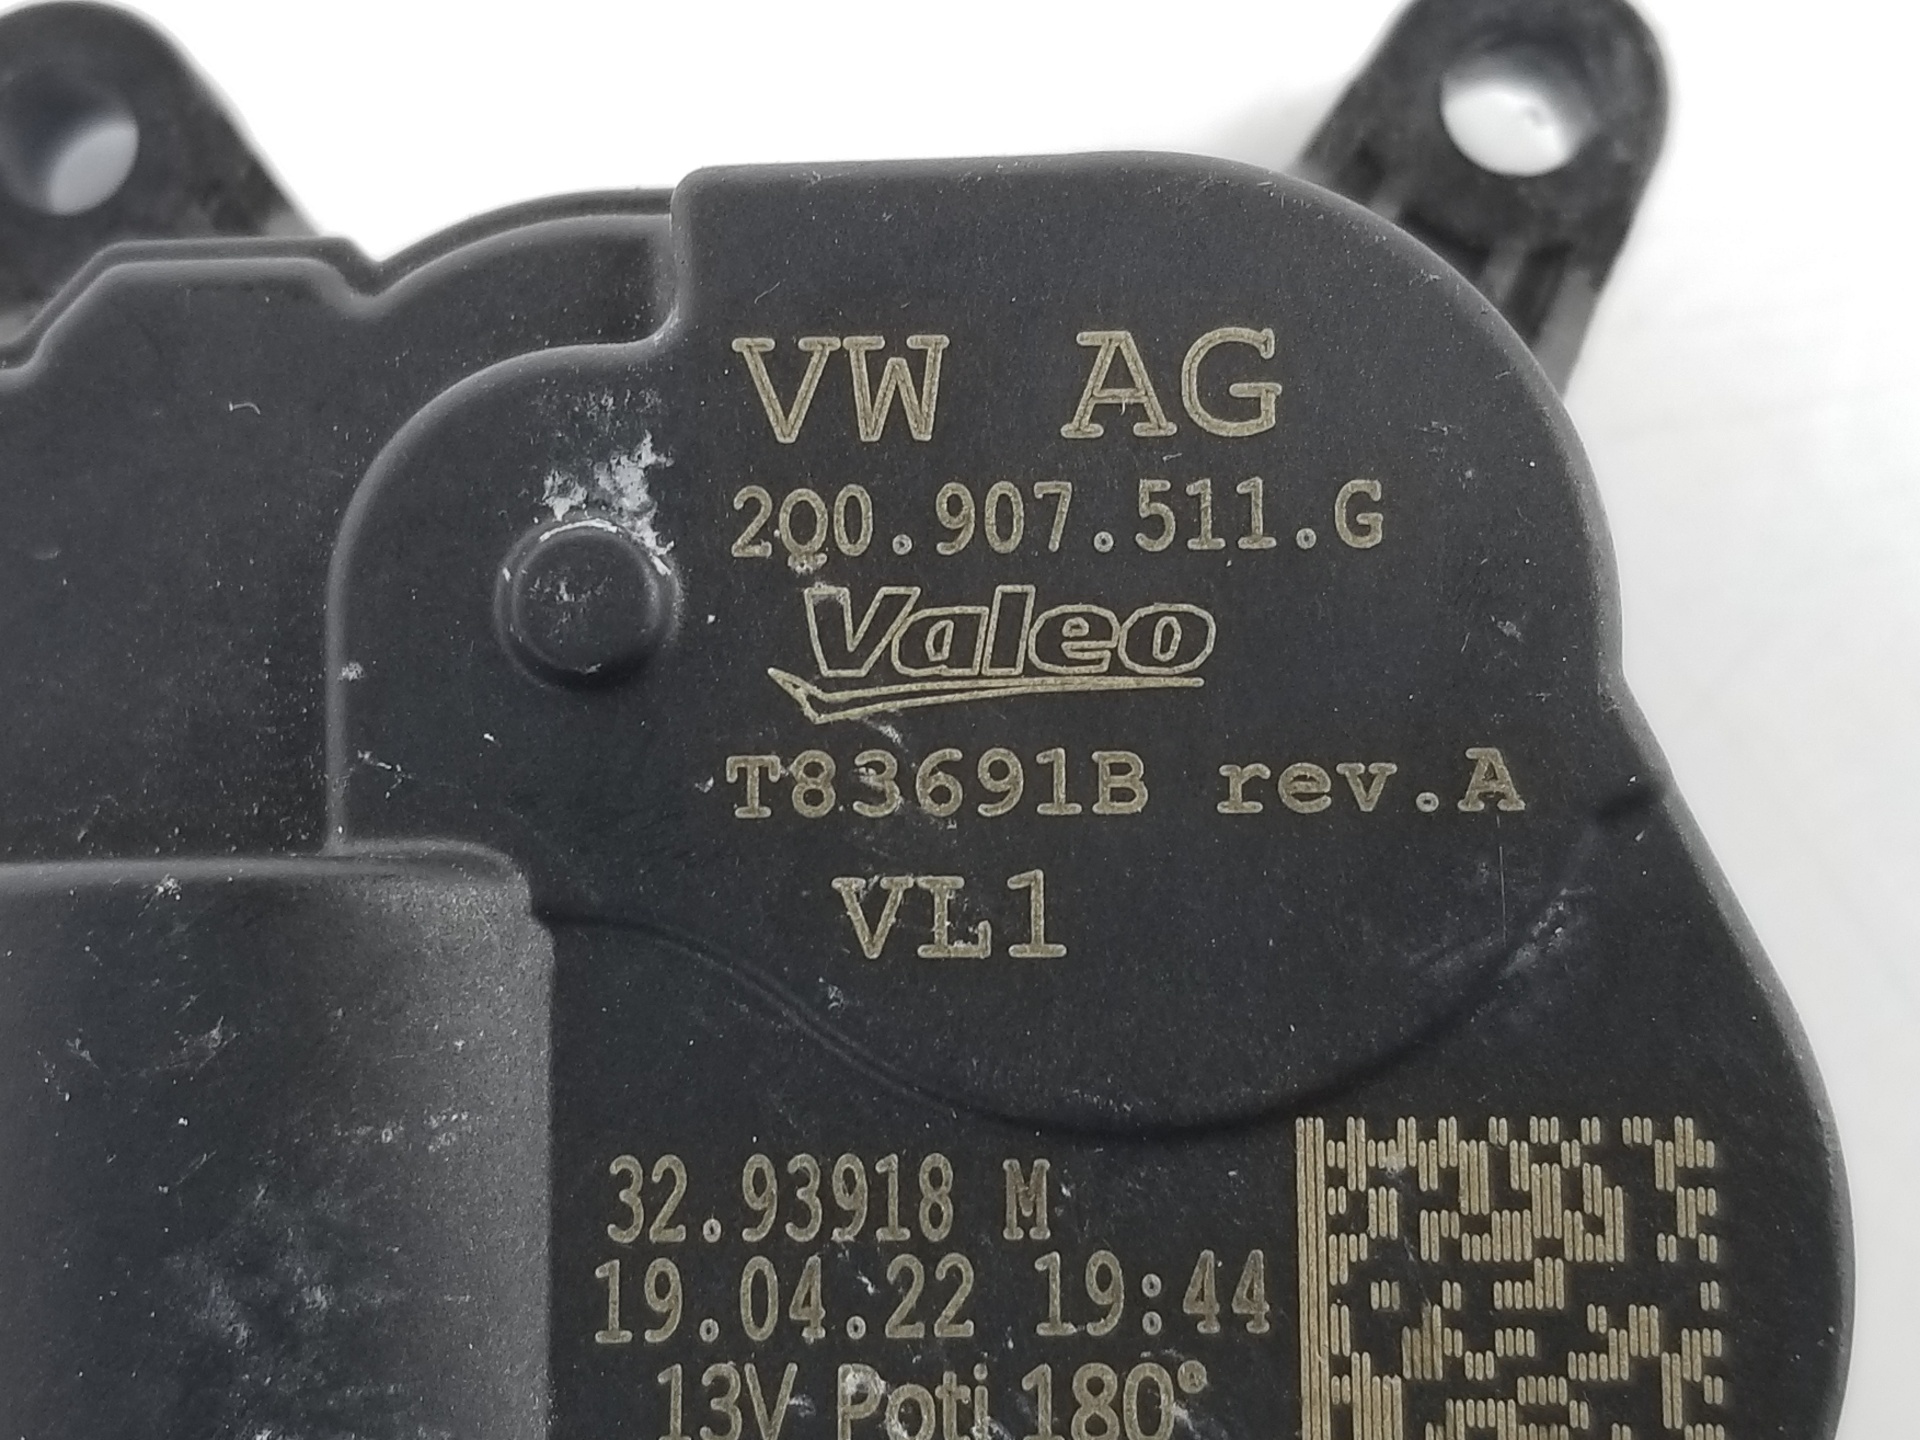 VW AG
2Q0.907.511.G
Valeo
T83691B rev.A
VL1
32.93918 M
19.04.22 19:44
13V Poti 180°